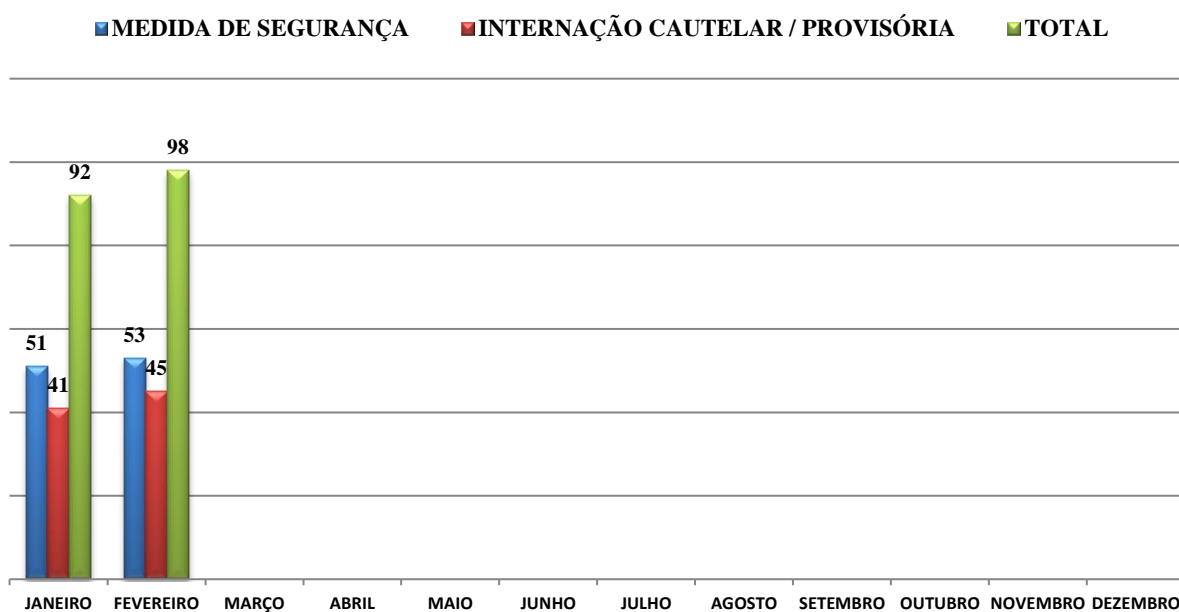 MEDIDA DE SEGURANÇA INTERNAÇÃO CAUTELAR / PROVISÓRIA TOTAL
92 98
51 41 53 45
JANEIRO FEVEREIRO MARÇO ABRIL MAIO JUNHO JULHO AGOSTO SETEMBRO OUTUBRO NOVEMBRO DEZEMBRO